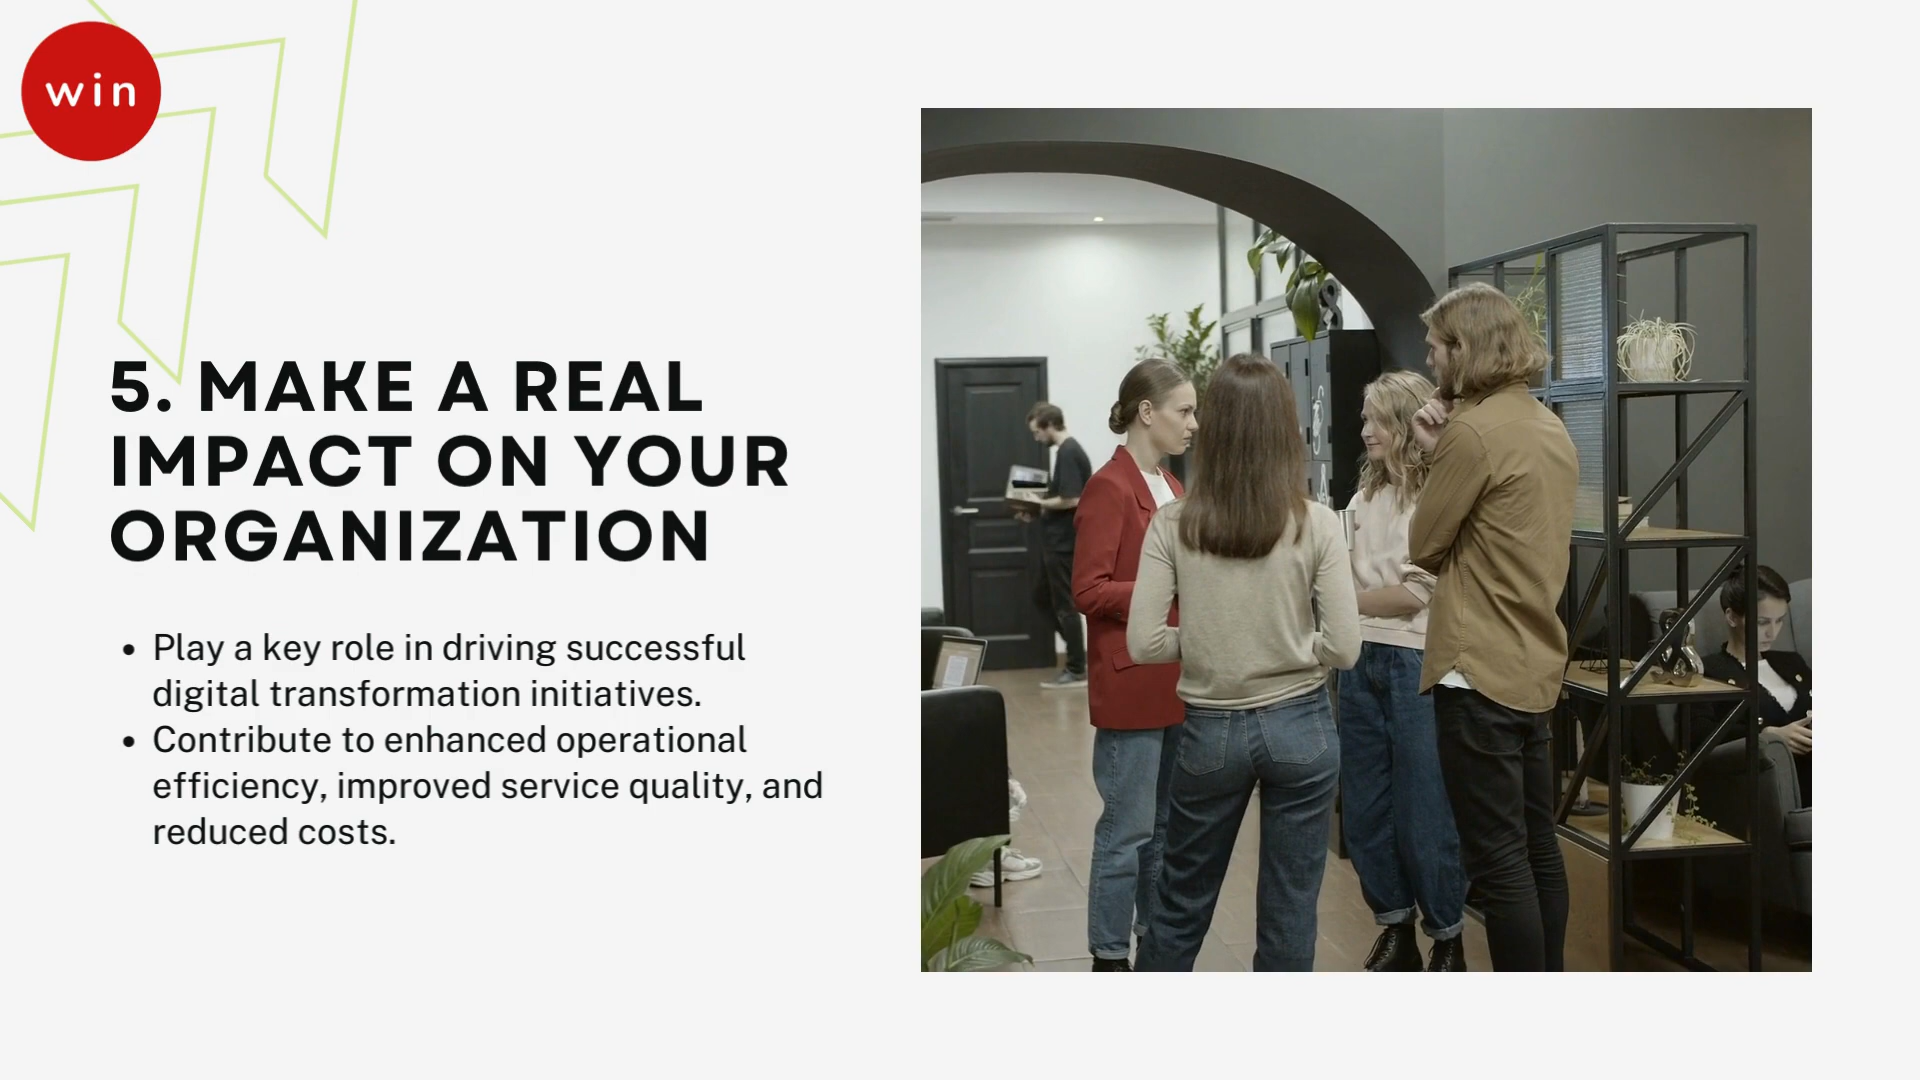 win
5. MAKE A REAL
IMPACT ON YOUR
ORGANIZATION
• Play a key role in driving successful
digital transformation initiatives.
• Contribute to enhanced operational
efficiency, improved service quality, and
reduced costs.